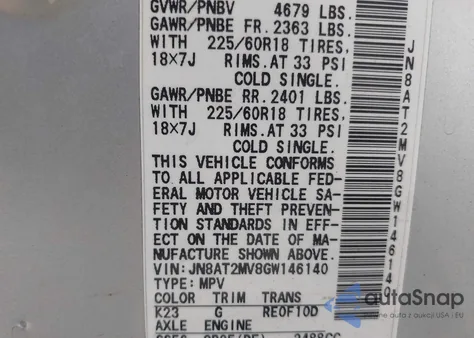 GVWR/PNBV 4679 LBS.
GAWR/PNBE FR. 2363 LBS.
WITH 225/60R18 TIRES,
18×7J RIMS.AT 33 PSI
COLD SINGLE.
GAWR/PNBE RR. 2401 LBS.
WITH 225/60R18 TIRES,
18×7J RIMS.AT 33 PSI
COLD SINGLE.
THIS VEHICLE CONFORMS
TO ALL APPLICABLE FED-
ERAL MOTOR VEHICLE SA-
FETY AND THEFT PREVEN-
TION STANDARDS IN EFF-
ECT ON THE DATE OF MA-
NUFACTURE SHOWN ABOVE.
VIN:JN8AT2MV8GW146140
TYPE: MPV
COLOR TRIM TRANS
K23 G RE0F10D
AXLE ENGINE
2488CC
JN8AT2MV8GW146140
autoSnap